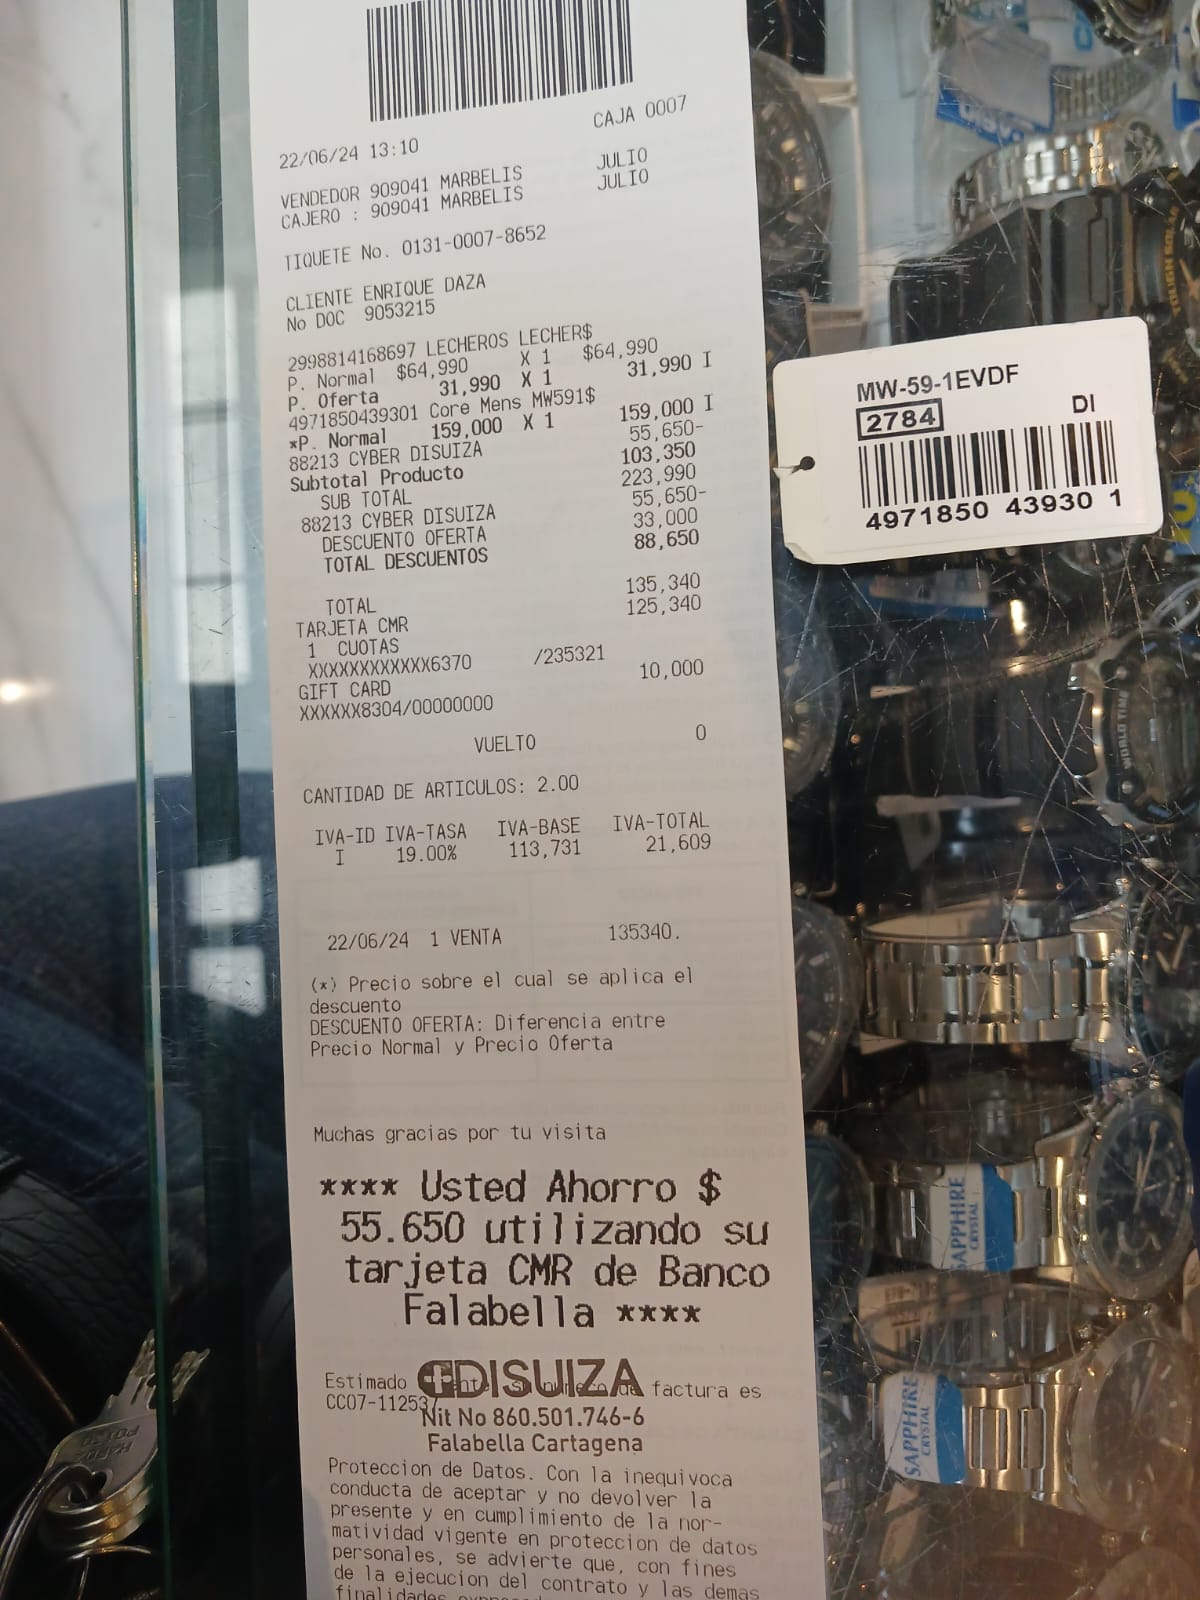 CAJA 0007
22/06/24 13:10
VENDEDOR 909041 MARBELIS JULIO
CAJERO : 909041 MARBELIS JULIO
TIQUETE No. 0131-0007-8652
CLIENTE ENRIQUE DAZA
No DOC 9053215
2998814168697 LECHEROS LECHER$
P. Normal $64,990 X 1 $64,990
P. Oferta 31,990 X 1 31,990 I
4971850439301 Core Mens MW591$
*P. Normal 159,000 X 1 159,000 I
88213 CYBER DISUIZA 55,650-
Subtotal Producto 103,350
SUB TOTAL 223,990
88213 CYBER DISUIZA 55,650-
DESCUENTO OFERTA 33,000
TOTAL DESCUENTOS 88,650
TOTAL 135,340
TARJETA CMR 125,340
1 CUOTAS
XXXXXXXXXXXX6370 /235321
GIFT CARD 10,000
XXXXXX8304/00000000
VUELTO 0
CANTIDAD DE ARTICULOS: 2.00
IVA-ID IVA-TASA IVA-BASE IVA-TOTAL
I 19.00% 113,731 21,609
22/06/24 1 VENTA 135340.
(*) Precio sobre el cual se aplica el
descuento
DESCUENTO OFERTA: Diferencia entre
Precio Normal y Precio Oferta
Muchas gracias por tu visita
**** Usted Ahorro $
55.650 utilizando su
tarjeta CMR de Banco
Falabella ****
DISUIZA
Estimado factura es
CC07-112537
Nit No 860.501.746-6
Falabella Cartagena
Proteccion de Datos. Con la inequivoca
conducta de aceptar y no devolver la
presente y en cumplimiento de la nor-
matividad vigente en proteccion de datos
personales, se advierte que, con fines
de la ejecucion del contrato y las demas
finalidades
MW-59-1EVDF
2784 DI
4971850 43930 1
TOUGH SOLAR
WORLD TIME
SAPPHIRE
CRYSTAL
SAPPHIRE
CRYSTAL